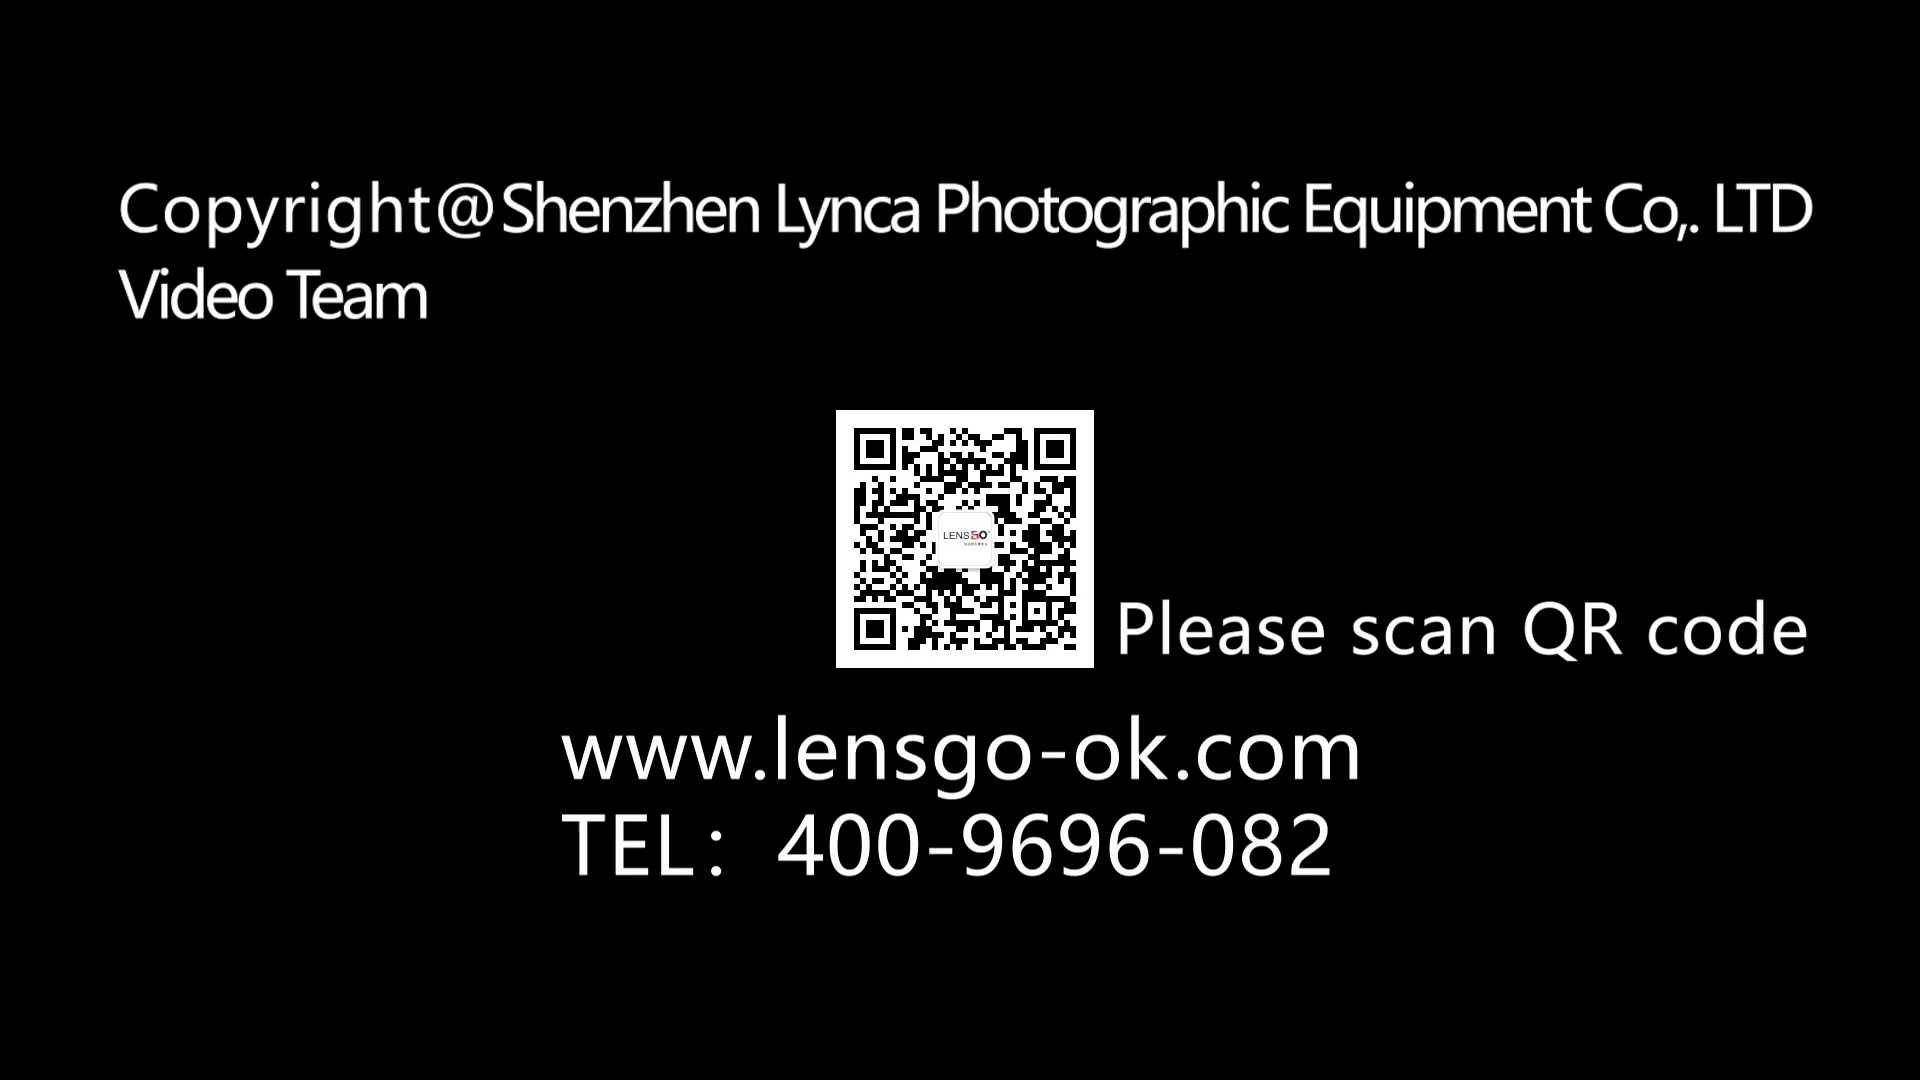 Copyright@Shenzhen Lynca Photographic Equipment Co,. LTD
Video Team
LENSGO
Please scan QR code
www.lensgo-ok.com
TEL：400-9696-082